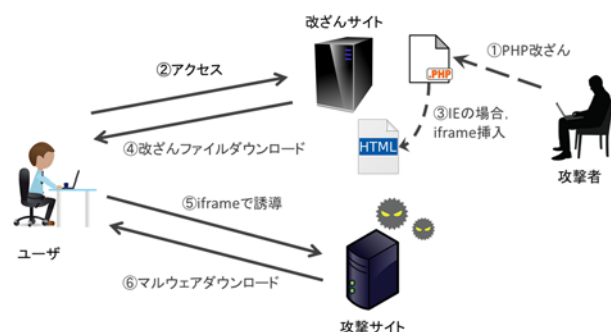 改ざんサイト
①PHP改ざん
②アクセス
.PHP
③IEの場合,
iframe挿入
HTML
④改ざんファイルダウンロード
攻撃者
⑤iframeで誘導
ユーザ
⑥マルウェアダウンロード
攻撃サイト